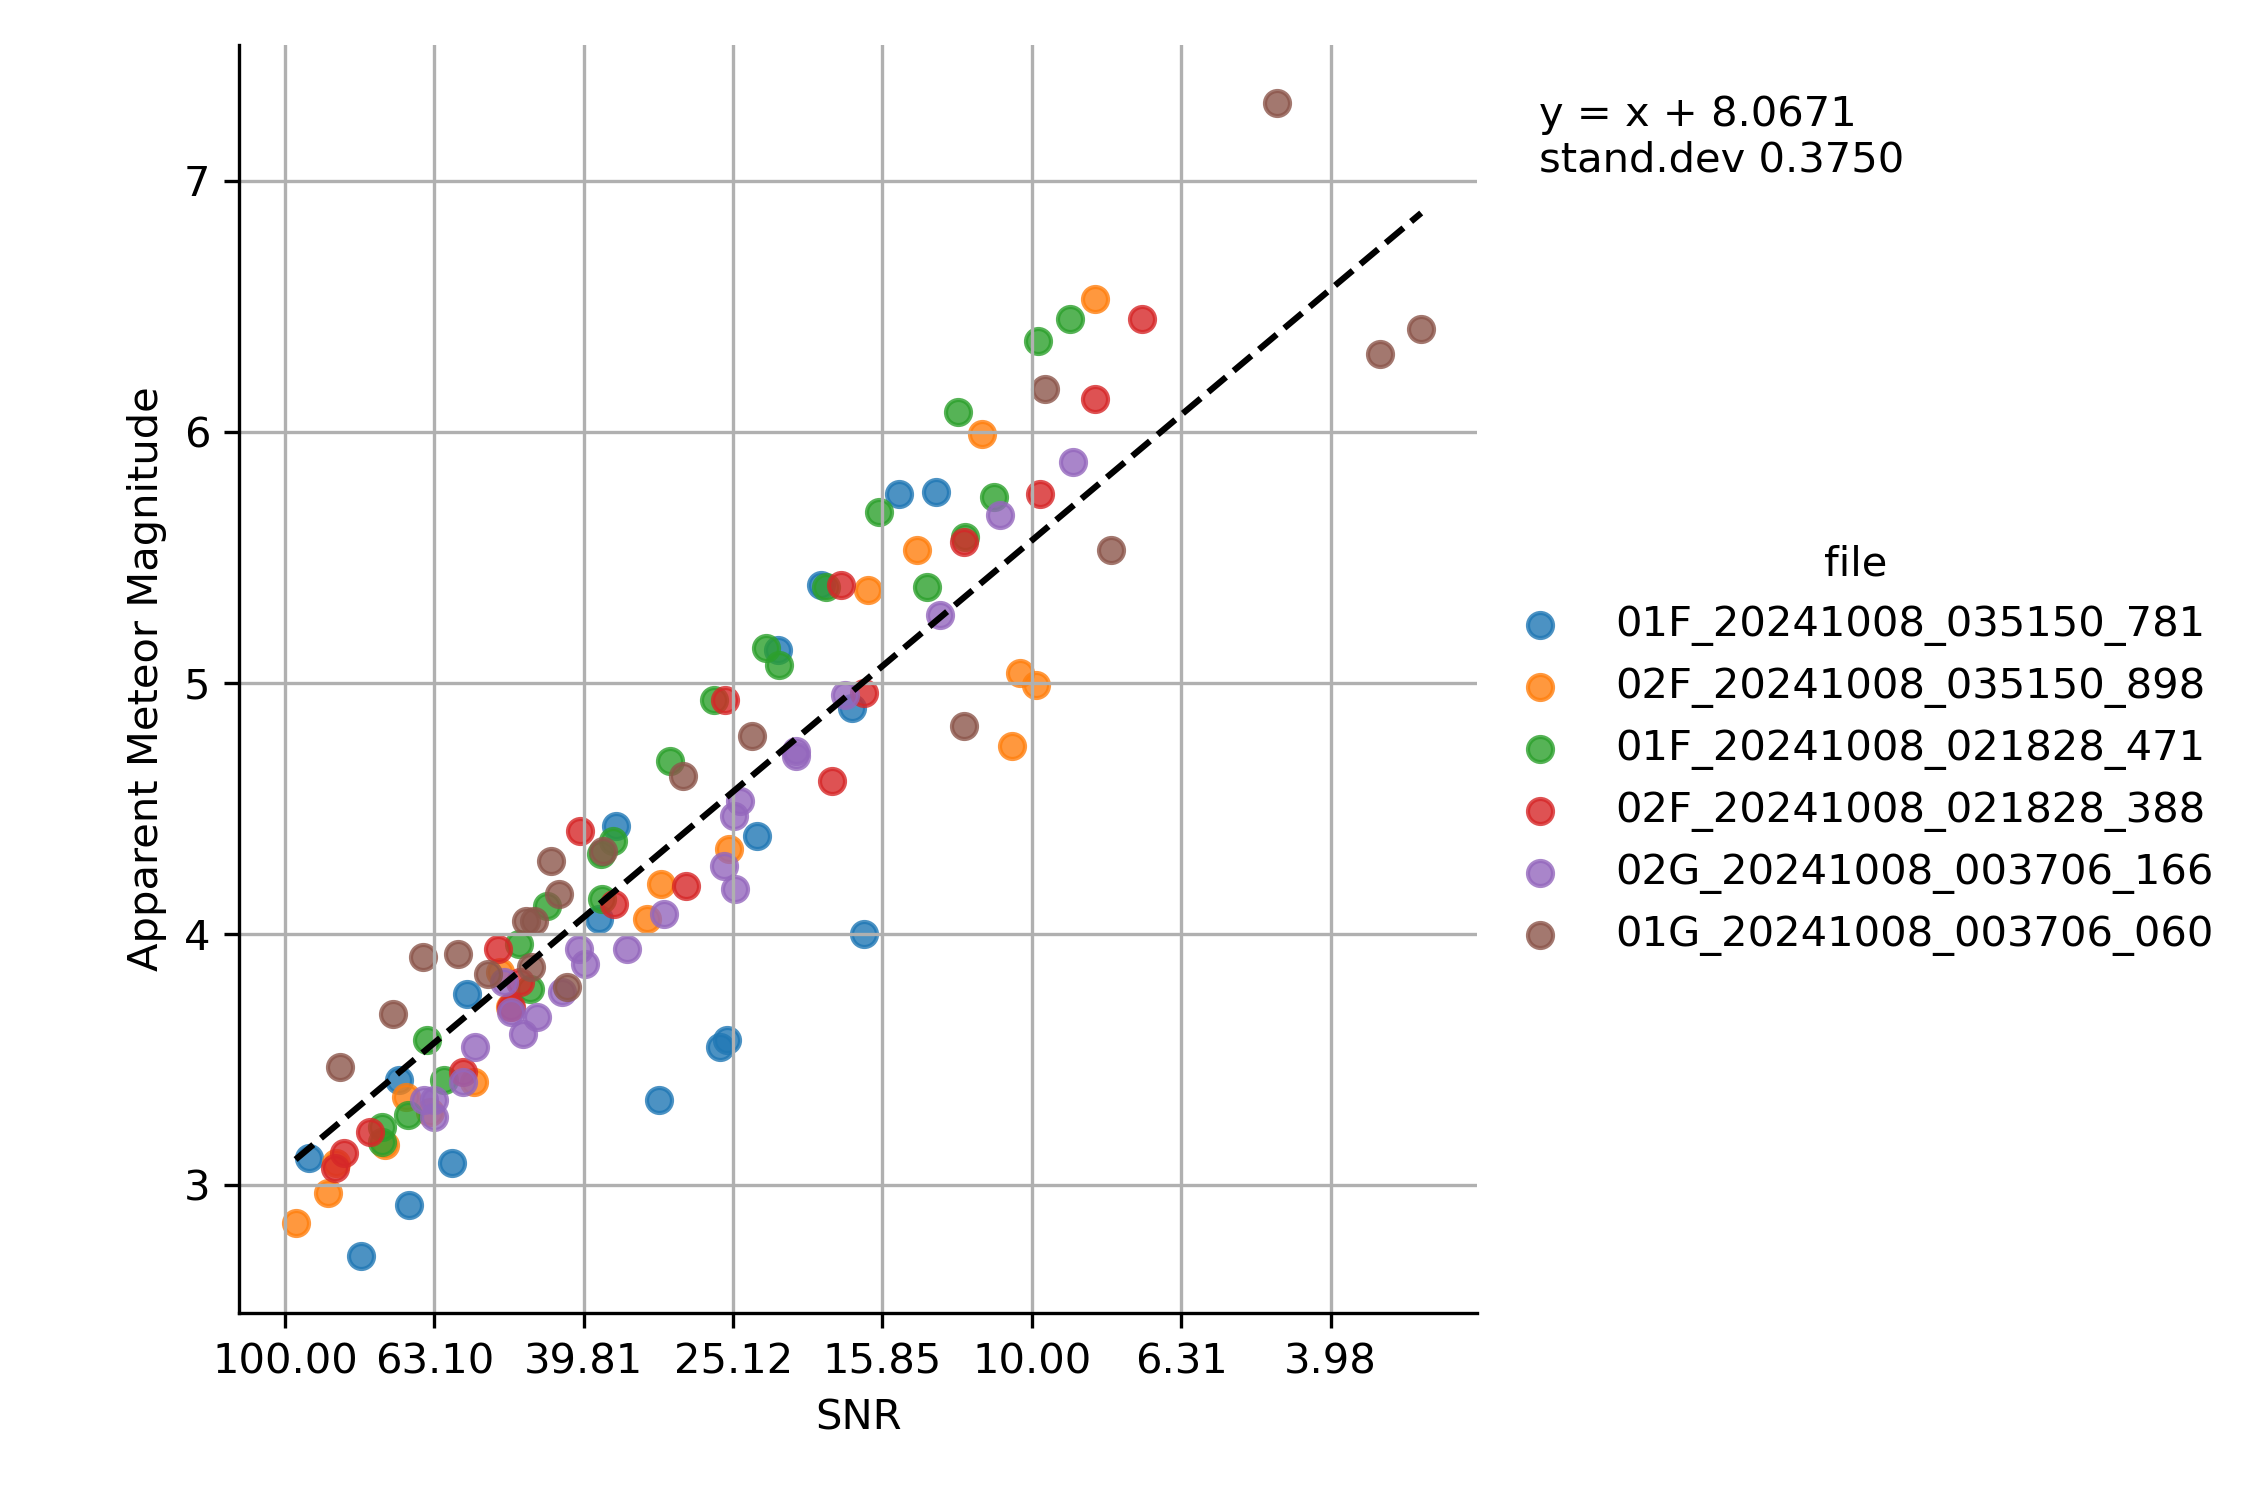 y = x + 8.0671
stand.dev 0.3750
7
6
5
4
3
Apparent Meteor Magnitude
100.00 63.10 39.81 25.12 15.85 10.00 6.31 3.98
SNR
file
01F_20241008_035150_781
02F_20241008_035150_898
01F_20241008_021828_471
02F_20241008_021828_388
02G_20241008_003706_166
01G_20241008_003706_060